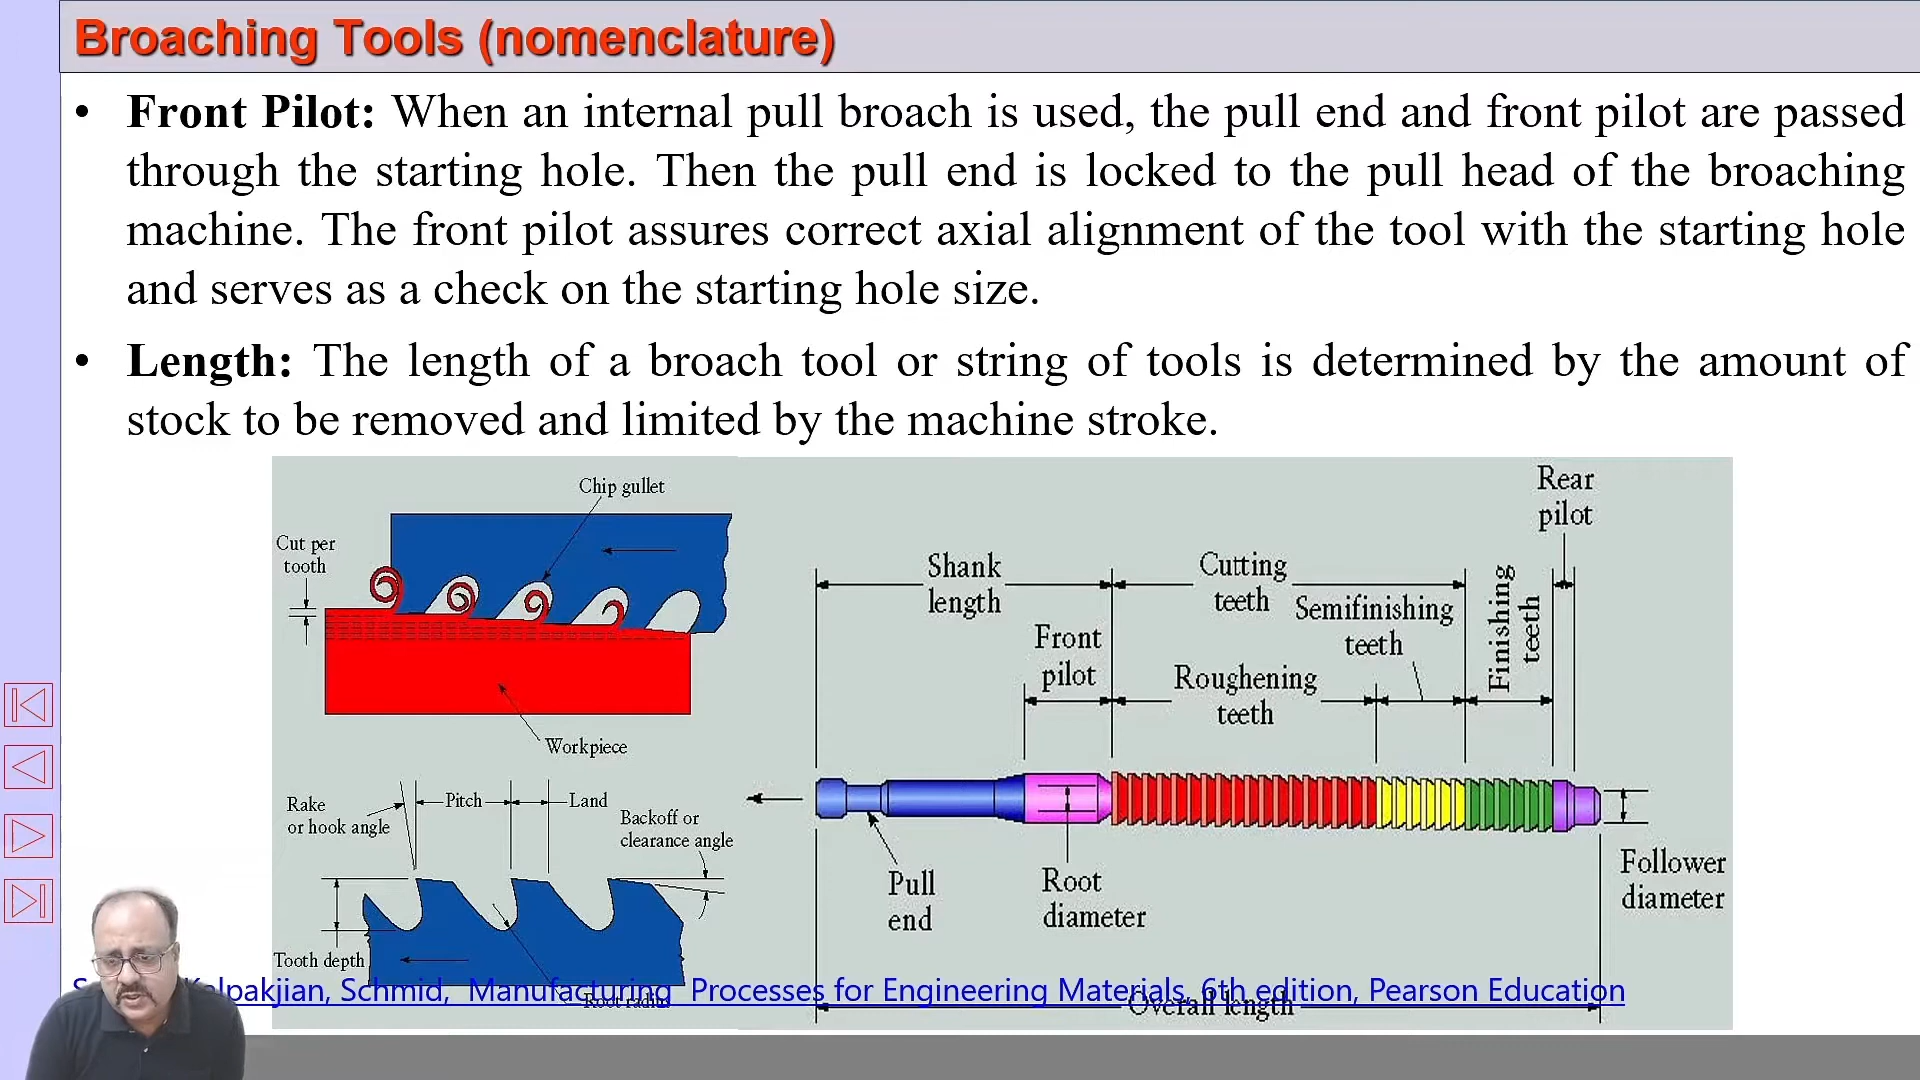 Broaching Tools (nomenclature)
• Front Pilot: When an internal pull broach is used, the pull end and front pilot are passed
through the starting hole. Then the pull end is locked to the pull head of the broaching
machine. The front pilot assures correct axial alignment of the tool with the starting hole
and serves as a check on the starting hole size.
• Length: The length of a broach tool or string of tools is determined by the amount of
stock to be removed and limited by the machine stroke.
Chip gullet
Cut per
tooth
Workpiece
Rake
or hook angle
Pitch
Land
Backoff or
clearance angle
Tooth depth
Root radius
Rear
pilot
Shank
length
Cutting
teeth
Semifinishing
teeth
Finishing
teeth
Front
pilot
Roughening
teeth
Pull
end
Root
diameter
Follower
diameter
Overall length
Schmid, Manufacturing Processes for Engineering Materials, 6th edition, Pearson Education